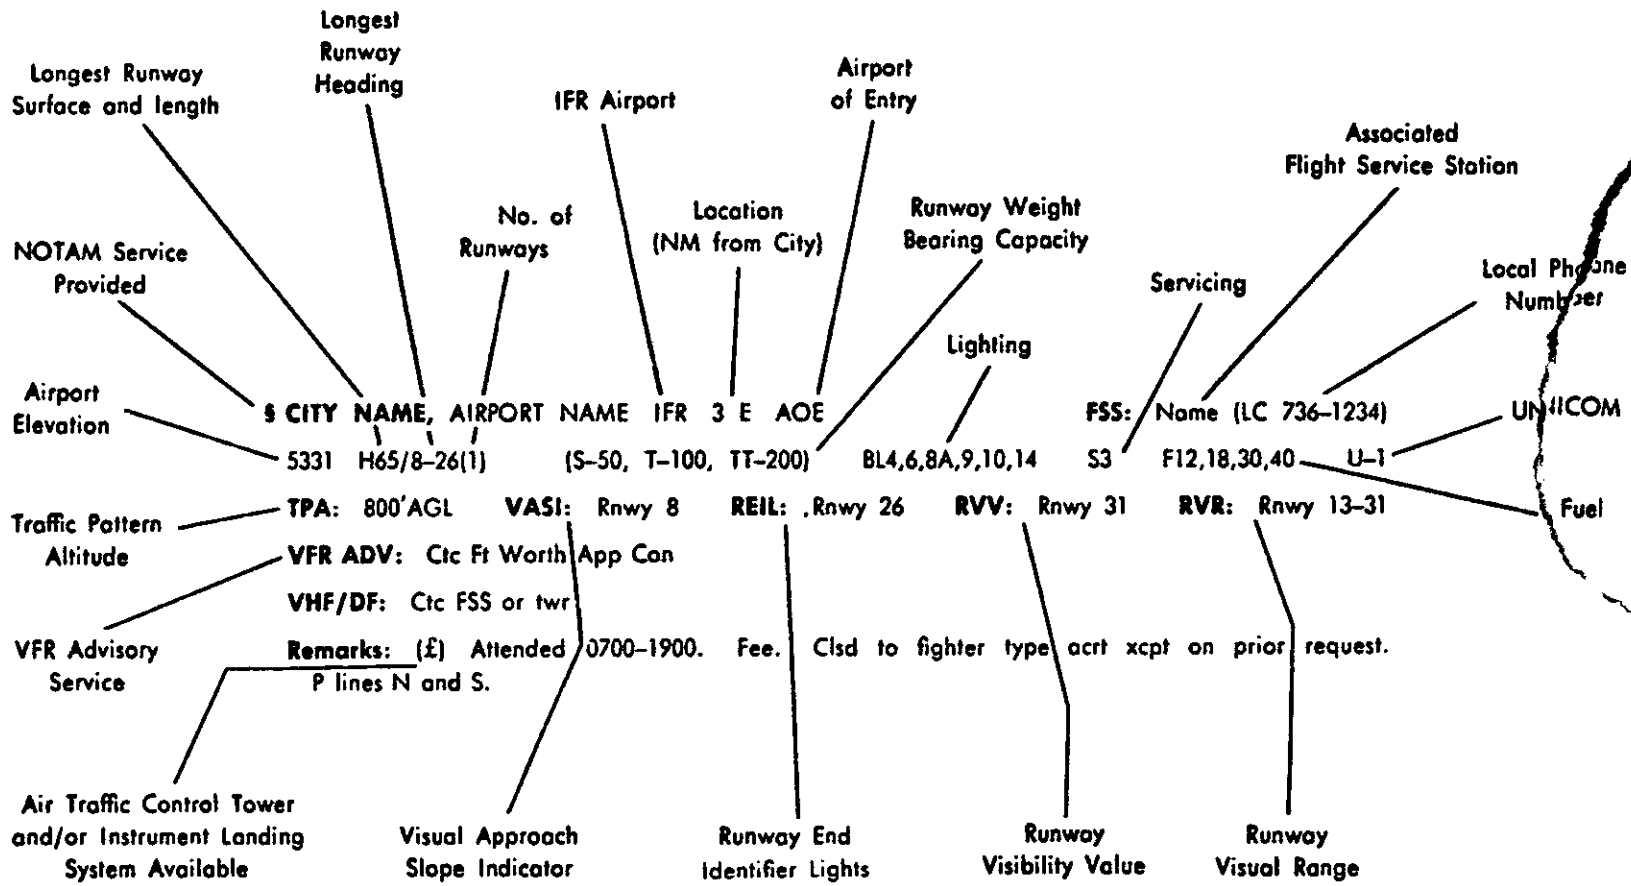 Longest
Runway
Heading
Longest Runway
Surface and length
IFR Airport
Airport
of Entry
Associated
Flight Service Station
No. of
Runways
Location
(NM from City)
Runway Weight
Bearing Capacity
NOTAM Service
Provided
Servicing
Local Phone
Number
Lighting
Airport
Elevation
§ CITY NAME, AIRPORT NAME IFR 3 E AOE FSS: Name (LC 736-1234)
UNICOM
5331 H65/8-26(1) (S-50, T-100, TT-200) BL4,6,8A,9,10,14 S3 F12,18,30,40 U-1
TPA: 800'AGL VASI: Rnwy 8 REIL: ,Rnwy 26 RVV: Rnwy 31 RVR: Rnwy 13-31
Fuel
Traffic Pattern
Altitude
VFR ADV: Ctc Ft Worth App Con
VHF/DF: Ctc FSS or twr
VFR Advisory
Service
Remarks: (£) Attended 0700-1900. Fee. Clsd to fighter type acrt xcpt on prior request.
P lines N and S.
Air Traffic Control Tower
and/or Instrument Landing
System Available
Visual Approach
Slope Indicator
Runway End
Identifier Lights
Runway
Visibility Value
Runway
Visual Range